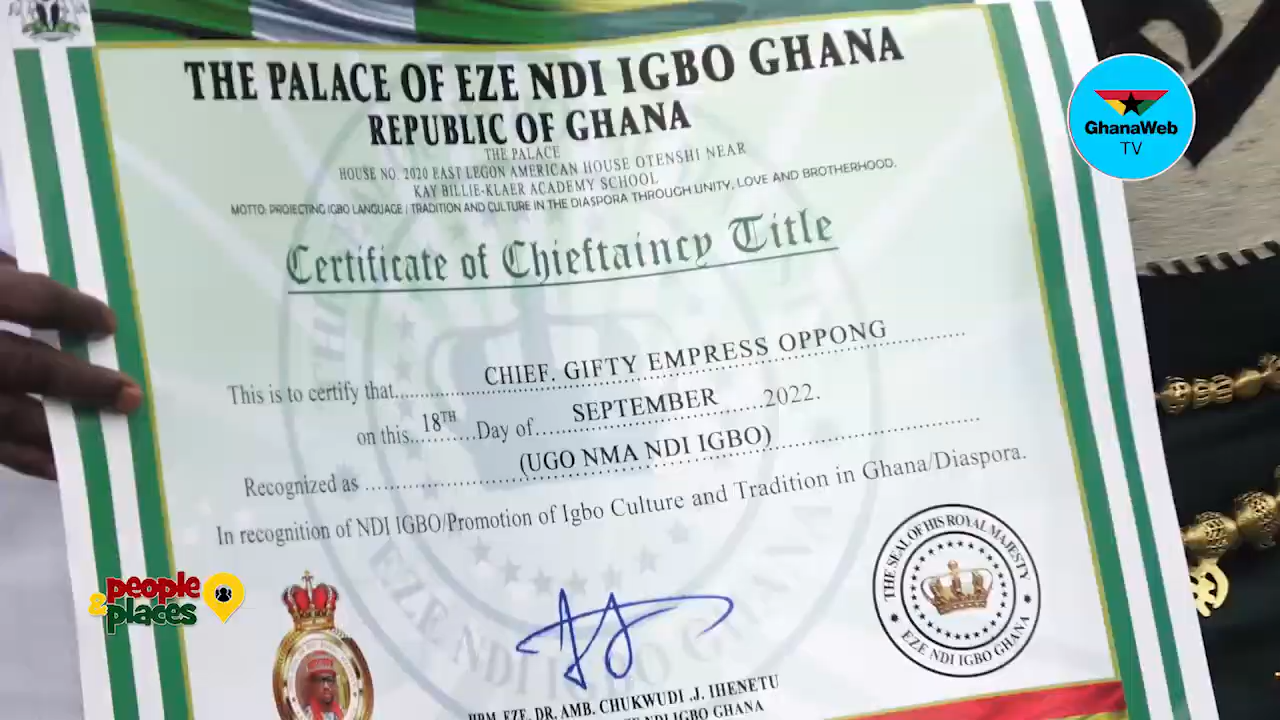 THE PALACE OF EZE NDI IGBO GHANA
REPUBLIC OF GHANA
THE PALACE
HOUSE NO. 2020 EAST LEGON AMERICAN HOUSE OTENSHI NEAR
KAY BILLIE-KLAER ACADEMY SCHOOL
MOTTO: PROJECTING IGBO LANGUAGE / TRADITION AND CULTURE IN THE DIASPORA THROUGH UNITY, LOVE AND BROTHERHOOD.
Certificate of Chieftaincy Title
This is to certify that......CHIEF. GIFTY EMPRESS OPPONG......
on this...18TH...Day of......SEPTEMBER......2022.
Recognized as ......(UGO NMA NDI IGBO)......
In recognition of NDI IGBO/Promotion of Igbo Culture and Tradition in Ghana/Diaspora.
THE SEAL OF HIS ROYAL MAJESTY
EZE NDI IGBO GHANA
HRM. EZE. DR. AMB. CHUKWUDI .J. IHENETU
EZE NDI IGBO GHANA
GhanaWeb
TV
people
& places
EZE NDI IGBO GHANA